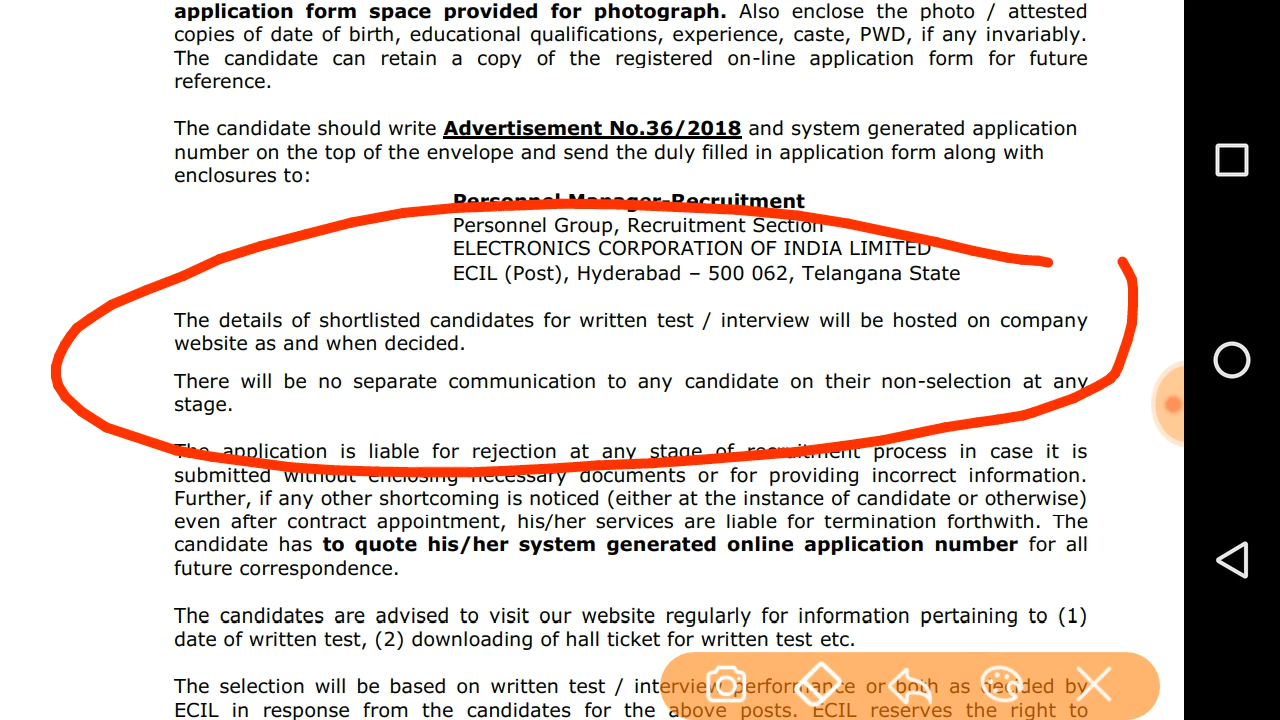 application form space provided for photograph. Also enclose the photo / attested
copies of date of birth, educational qualifications, experience, caste, PWD, if any invariably.
The candidate can retain a copy of the registered on-line application form for future
reference.
The candidate should write Advertisement No.36/2018 and system generated application
number on the top of the envelope and send the duly filled in application form along with
enclosures to:
Personnel Manager-Recruitment
Personnel Group, Recruitment Section
ELECTRONICS CORPORATION OF INDIA LIMITED
ECIL (Post), Hyderabad – 500 062, Telangana State
The details of shortlisted candidates for written test / interview will be hosted on company
website as and when decided.
There will be no separate communication to any candidate on their non-selection at any
stage.
The application is liable for rejection at any stage of recruitment process in case it is
submitted without enclosing necessary documents or for providing incorrect information.
Further, if any other shortcoming is noticed (either at the instance of candidate or otherwise)
even after contract appointment, his/her services are liable for termination forthwith. The
candidate has to quote his/her system generated online application number for all
future correspondence.
The candidates are advised to visit our website regularly for information pertaining to (1)
date of written test, (2) downloading of hall ticket for written test etc.
The selection will be based on written test / interview performance or both as decided by
ECIL in response from the candidates for the above posts. ECIL reserves the right to